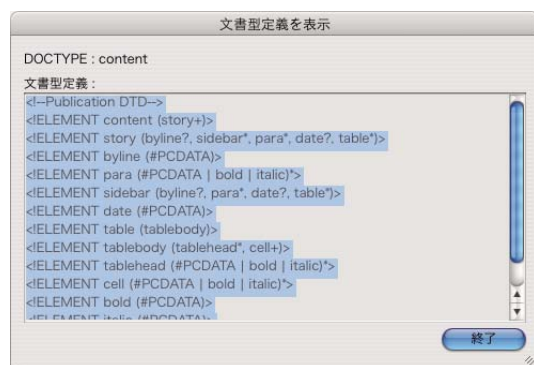 文書型定義を表示
DOCTYPE : content
文書型定義 :
<!--Publication DTD-->
<!ELEMENT content (story+)>
<!ELEMENT story (byline?, sidebar*, para*, date?, table*)>
<!ELEMENT byline (#PCDATA)>
<!ELEMENT para (#PCDATA | bold | italic)*>
<!ELEMENT sidebar (byline?, para*, date?, table*)>
<!ELEMENT date (#PCDATA)>
<!ELEMENT table (tablebody)>
<!ELEMENT tablebody (tablehead*, cell+)>
<!ELEMENT tablehead (#PCDATA | bold | italic)*>
<!ELEMENT cell (#PCDATA | bold | italic)*>
<!ELEMENT bold (#PCDATA)>
<!ELEMENT italic (#PCDATA)>
終了